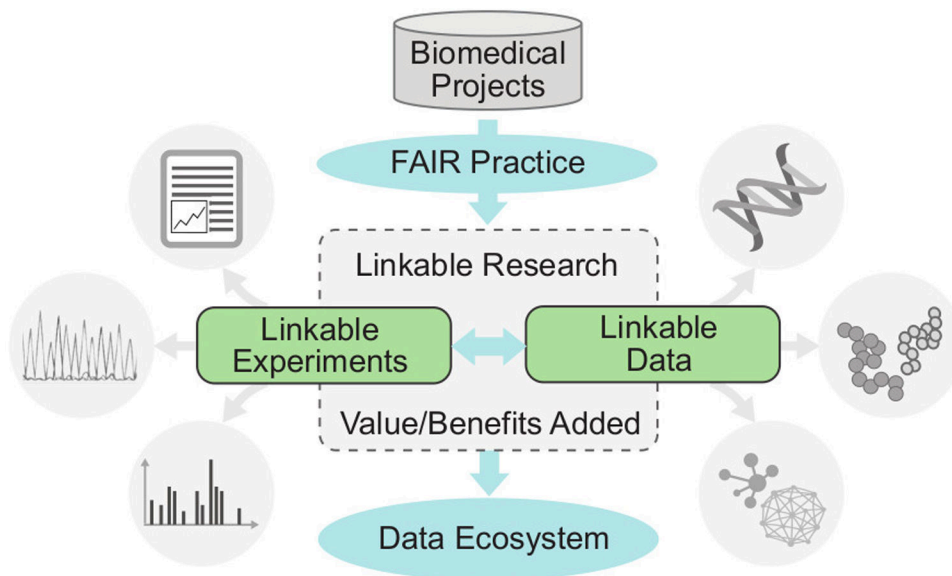 Biomedical
Projects
FAIR Practice
Linkable Research
Linkable
Experiments
Linkable
Data
Value/Benefits Added
Data Ecosystem